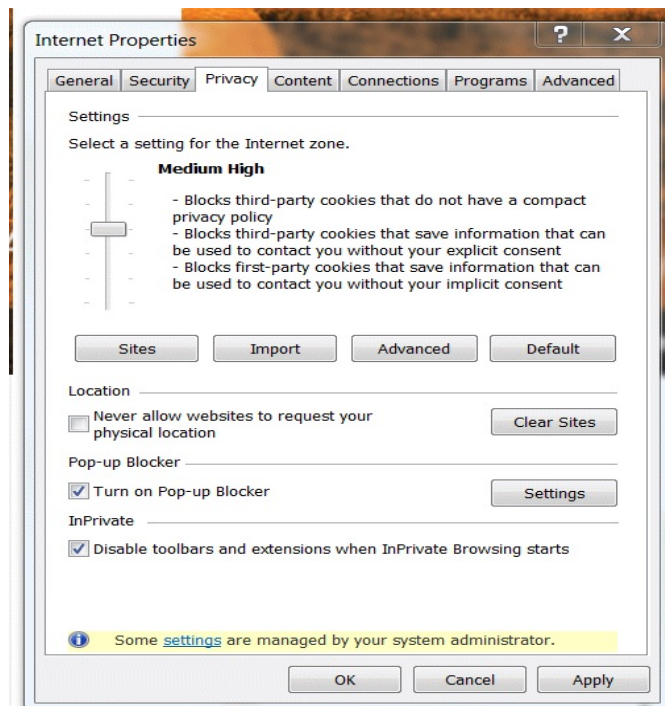 Internet Properties
? X
General Security Privacy Content Connections Programs Advanced
Settings
Select a setting for the Internet zone.
Medium High
- Blocks third-party cookies that do not have a compact
privacy policy
- Blocks third-party cookies that save information that can
be used to contact you without your explicit consent
- Blocks first-party cookies that save information that can
be used to contact you without your implicit consent
Sites Import Advanced Default
Location
Never allow websites to request your
physical location
Clear Sites
Pop-up Blocker
Turn on Pop-up Blocker
Settings
InPrivate
Disable toolbars and extensions when InPrivate Browsing starts
Some settings are managed by your system administrator.
OK Cancel Apply